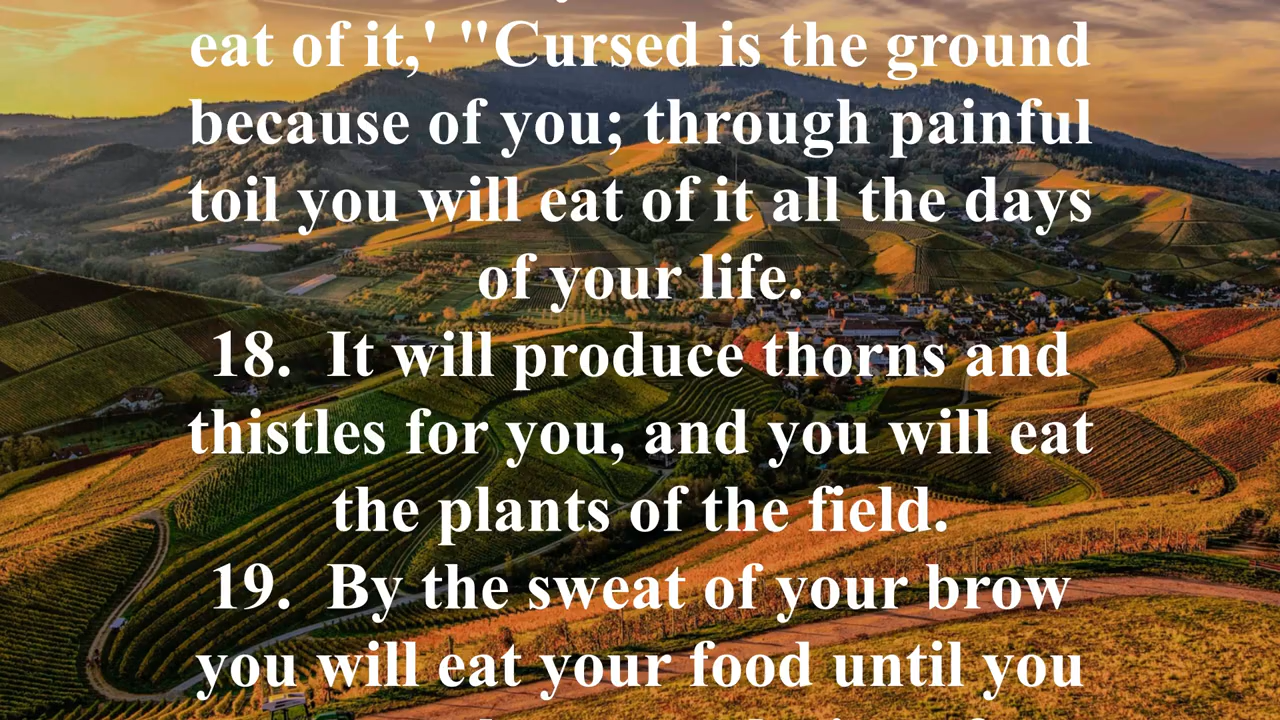 eat of it,' "Cursed is the ground
because of you; through painful
toil you will eat of it all the days
of your life.
18. It will produce thorns and
thistles for you, and you will eat
the plants of the field.
19. By the sweat of your brow
you will eat your food until you